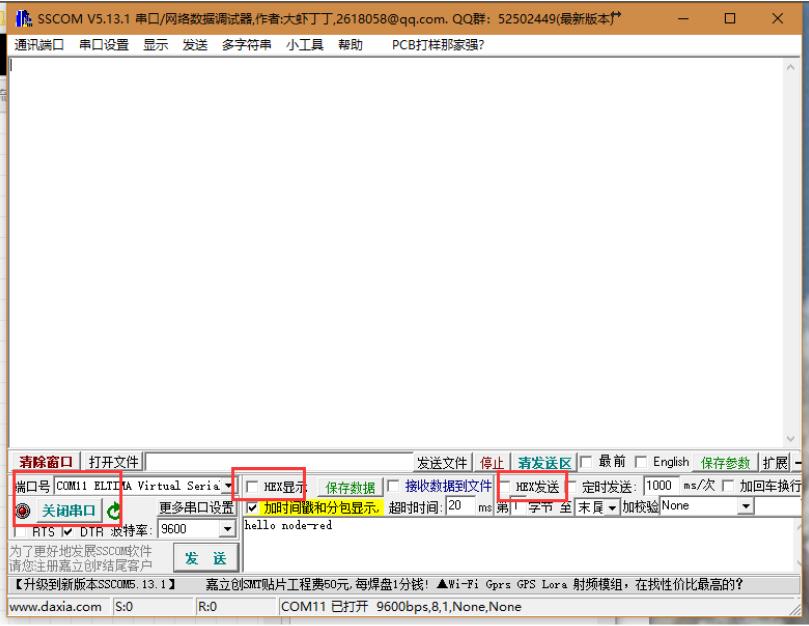 SSCOM V5.13.1 串口/网络数据调试器,作者:大虾丁丁,2618058@qq.com. QQ群: 52502449(最新版本)
通讯端口 串口设置 显示 发送 多字符串 小工具 帮助 PCB打样那家强?
清除窗口 打开文件 发送文件 停止 清发送区 最前 English 保存参数 扩展 —
端口号 COM11 ELTIMA Virtual Seria HEX显示 保存数据 接收数据到文件 HEX发送 定时发送: 1000 ms/次 加回车换行
关闭串口 更多串口设置 加时间戳和分包显示, 超时时间: 20 ms 第1 字节 至 末尾 加校验 None
RTS DTR 波特率: 9600 hello node-red
为了更好地发展SSCOM软件
请您注册嘉立创F结尾客户
发 送
【升级到新版本SSCOM5.13.1】 嘉立创SMT贴片工程费50元,每焊盘1分钱! ▲Wi-Fi Gprs GPS Lora 射频模组, 在找性价比最高的?
www.daxia.com S:0 R:0 COM11 已打开 9600bps,8,1,None,None